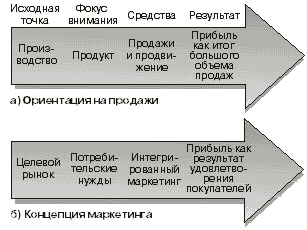 Исходная точка Фокус внимания Средства Результат
Произ-
водство
Продукт
Продажи
и продви-
жение
Прибыль
как итог
большого
объема
продаж
а) Ориентация на продажи
Целевой
рынок
Потреби-
тельские
нужды
Интегри-
рованный
маркетинг
Прибыль как
результат
удовлетво-
рения
покупателей
б) Концепция маркетинга